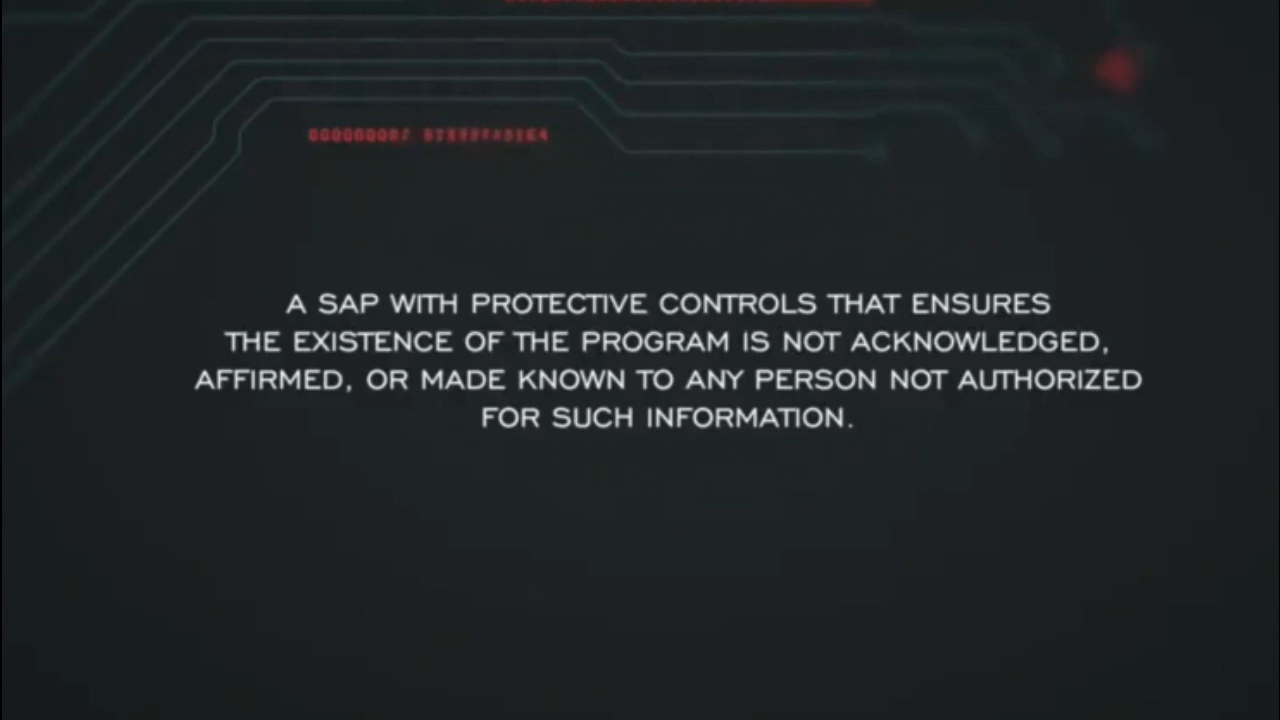 A SAP WITH PROTECTIVE CONTROLS THAT ENSURES
THE EXISTENCE OF THE PROGRAM IS NOT ACKNOWLEDGED,
AFFIRMED, OR MADE KNOWN TO ANY PERSON NOT AUTHORIZED
FOR SUCH INFORMATION.